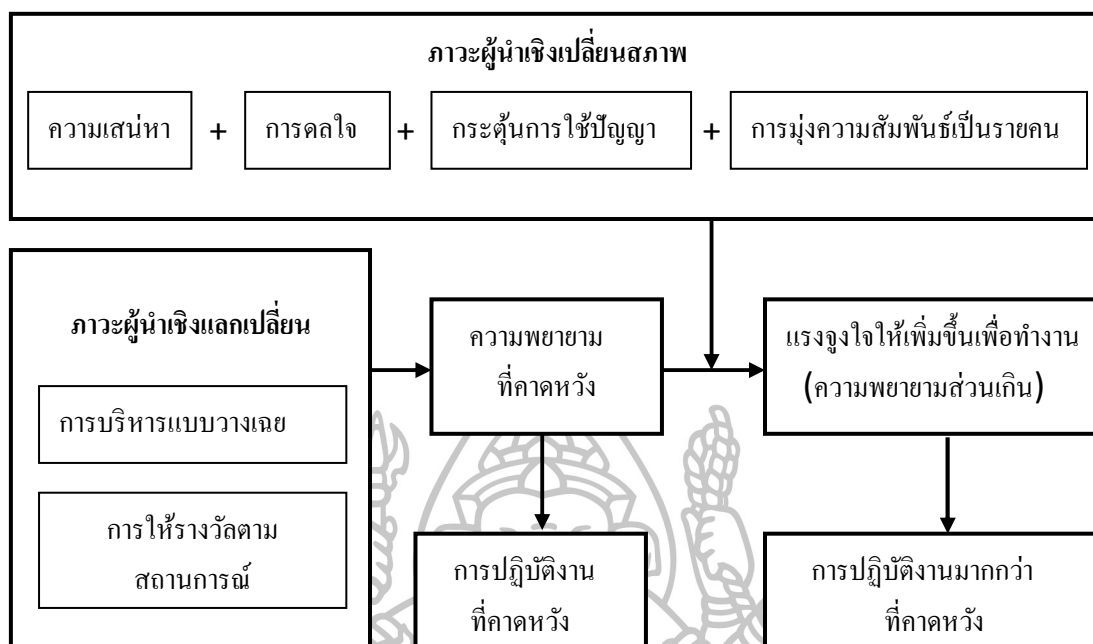 ภาวะผู้นำเชิงเปลี่ยนสภาพ
ความเสน่หา + การดลใจ + กระตุ้นการใช้ปัญญา + การมุ่งความสัมพันธ์เป็นรายคน
ภาวะผู้นำเชิงแลกเปลี่ยน
การบริหารแบบวางเฉย
การให้รางวัลตาม
สถานการณ์
ความพยายาม
ที่คาดหวัง
แรงจูงใจให้เพิ่มขึ้นเพื่อทำงาน
(ความพยายามส่วนเกิน)
การปฏิบัติงาน
ที่คาดหวัง
การปฏิบัติงานมากกว่า
ที่คาดหวัง